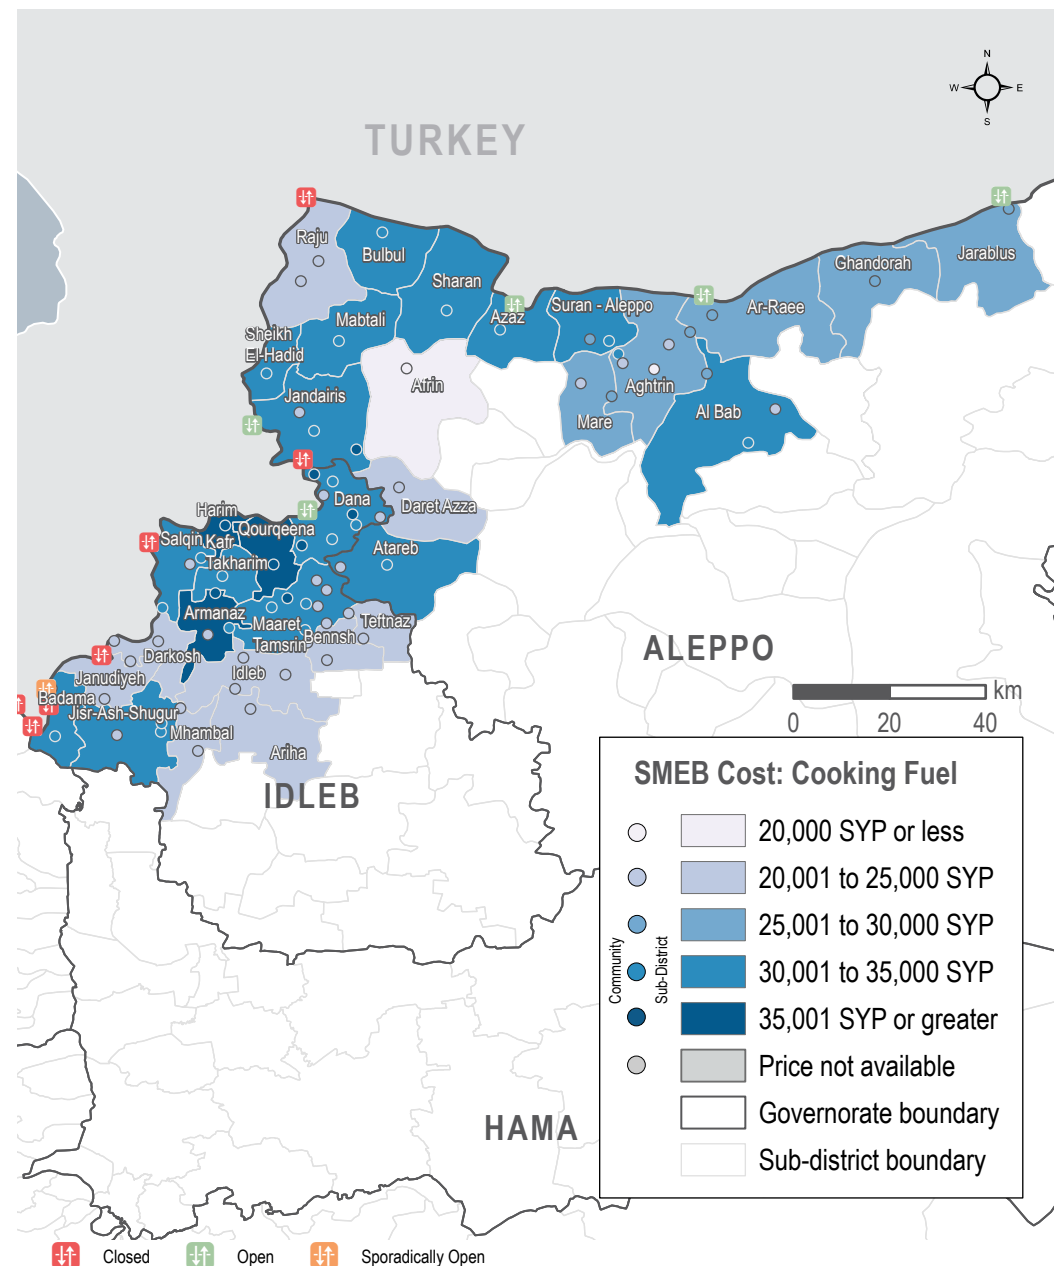 N
W E
S
TURKEY
Raju
Bulbul
Sharan
Jarablus
Ghandorah
Ar-Raee
Suran - Aleppo
Azaz
Mabtali
Sheikh
El-Hadid
Afrin
Aghtrin
Jandairis
Mare
Al Bab
Dana
Daret Azza
Harim
Qourqeena
Salqin
Kafr
Takharim
Atareb
Armanaz
Maaret
Tamsrin
Teftnaz
Bennsh
Darkosh
Idleb
Janudiyeh
Badama
Jisr-Ash-Shugur
Mhambal
Ariha
ALEPPO
IDLEB
HAMA
km
0 20 40
SMEB Cost: Cooking Fuel
Community
Sub-District
20,000 SYP or less
20,001 to 25,000 SYP
25,001 to 30,000 SYP
30,001 to 35,000 SYP
35,001 SYP or greater
Price not available
Governorate boundary
Sub-district boundary
Closed Open Sporadically Open